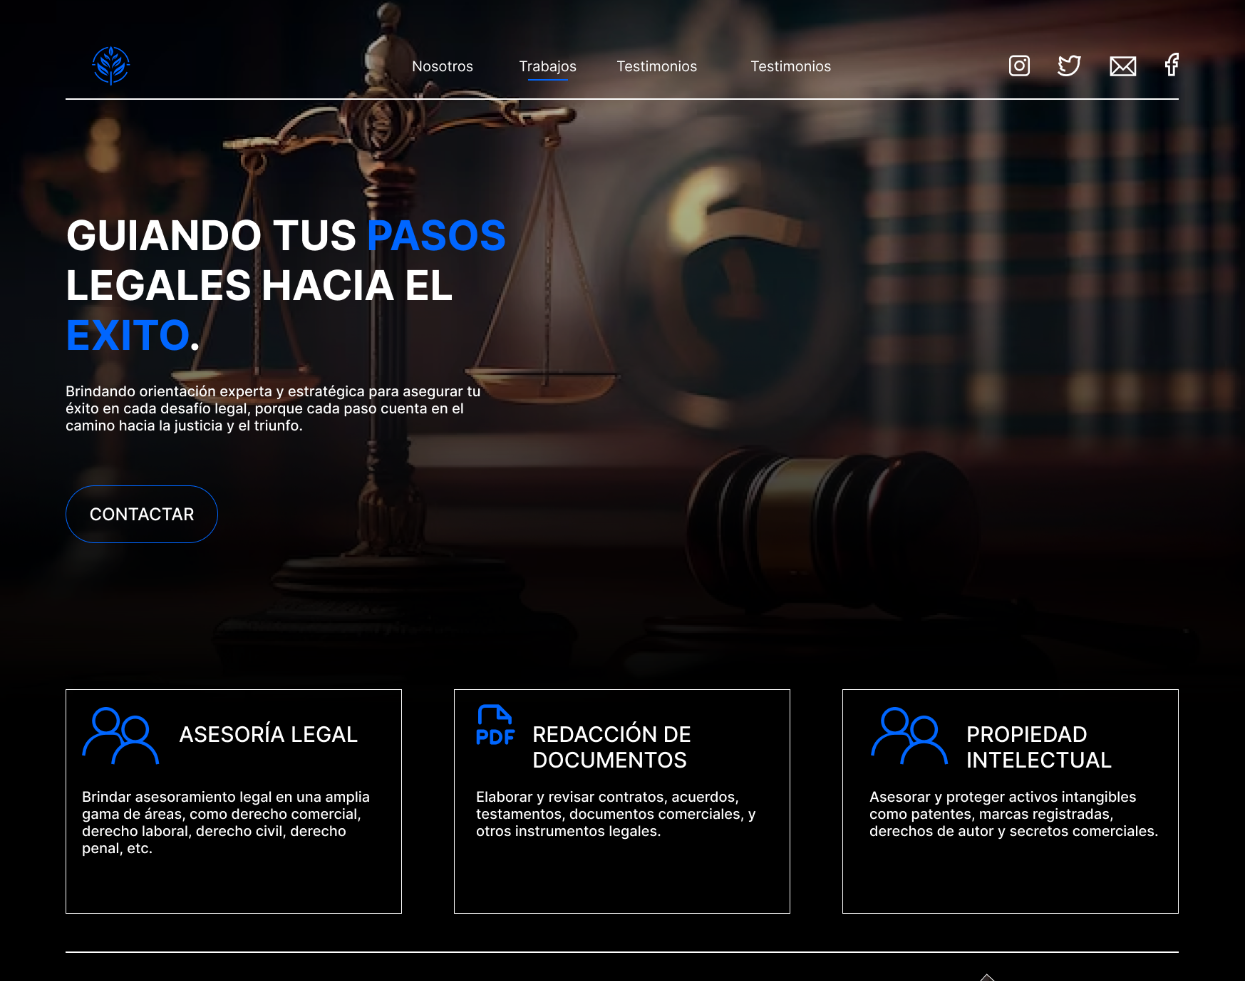 Nosotros Trabajos Testimonios Testimonios
GUIANDO TUS PASOS
LEGALES HACIA EL
EXITO.
Brindando orientación experta y estratégica para asegurar tu
éxito en cada desafío legal, porque cada paso cuenta en el
camino hacia la justicia y el triunfo.
CONTACTAR
ASESORÍA LEGAL
Brindar asesoramiento legal en una amplia
gama de áreas, como derecho comercial,
derecho laboral, derecho civil, derecho
penal, etc.
PDF
REDACCIÓN DE
DOCUMENTOS
Elaborar y revisar contratos, acuerdos,
testamentos, documentos comerciales, y
otros instrumentos legales.
PROPIEDAD
INTELECTUAL
Asesorar y proteger activos intangibles
como patentes, marcas registradas,
derechos de autor y secretos comerciales.